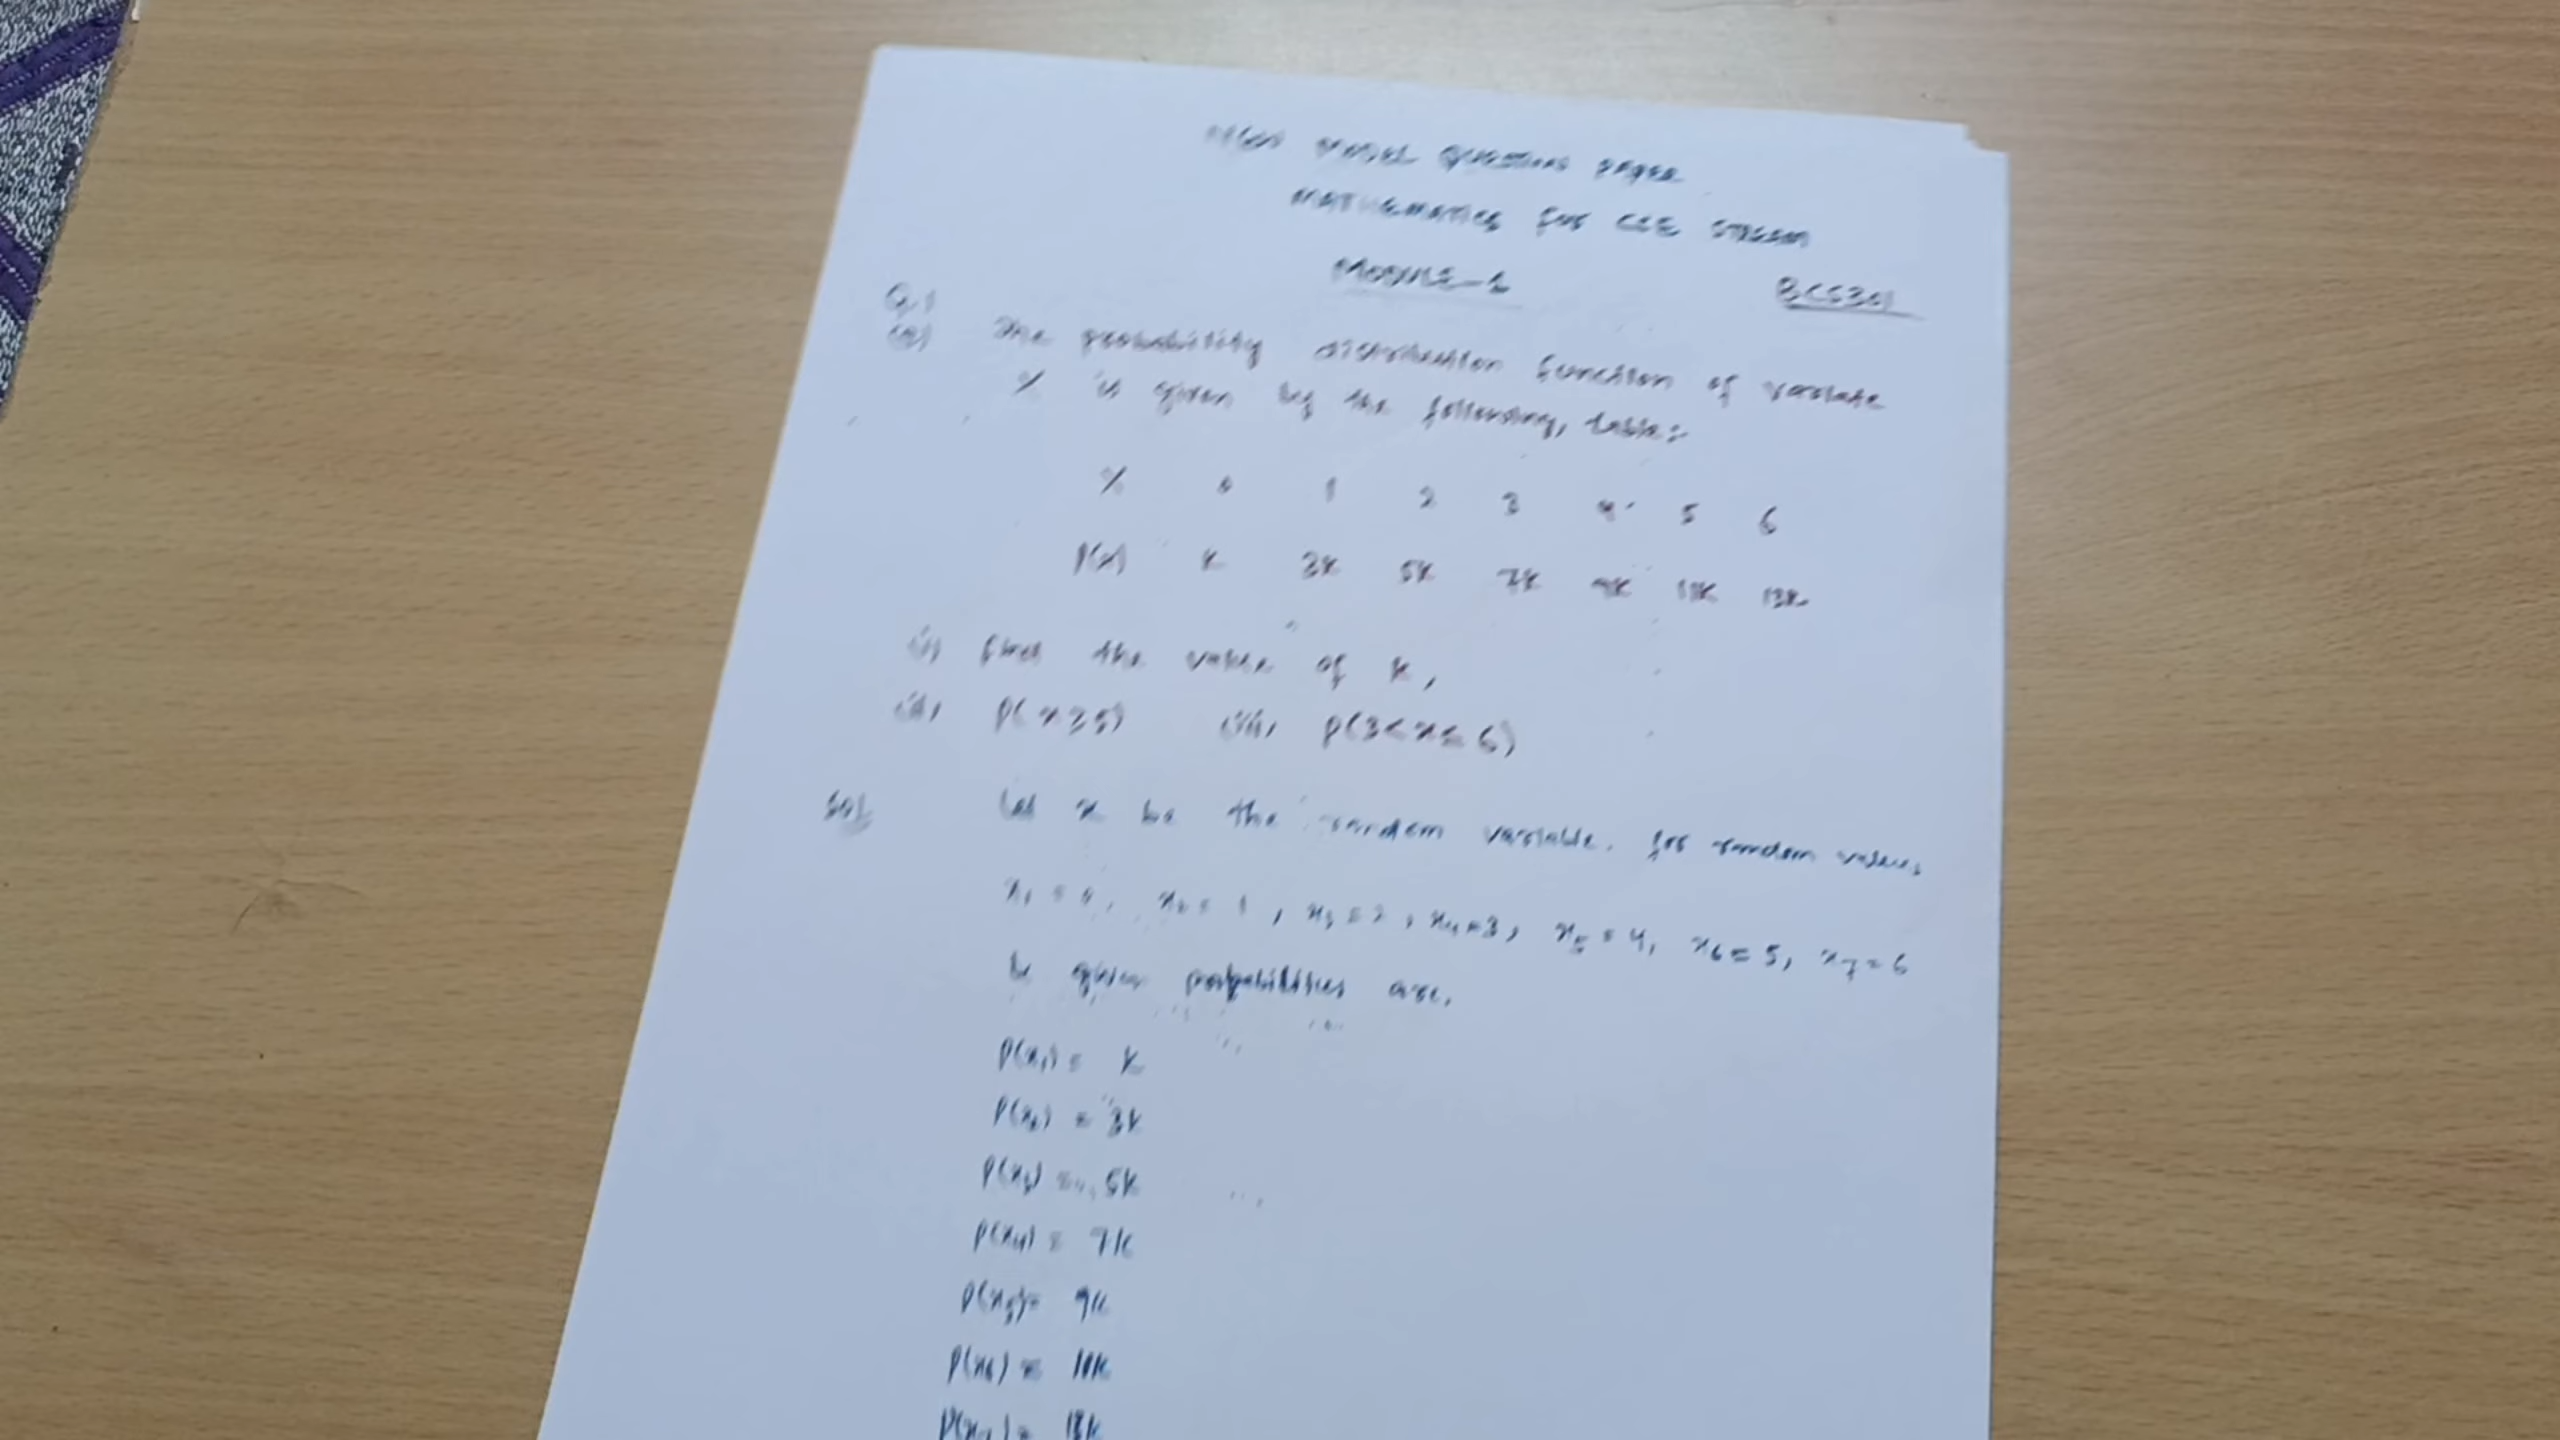 Model Question Paper
Mathematics for CSE Stream
Module-1 BCS301
Q.1
(a) The probability distribution function of variate
X is given by the following, table:
X 0 1 2 3 4 5 6
P(x) K 3K 5K 7K 9K 11K 13K
(i) find the value of K,
(ii) P(x≥5) (iii) P(3<x≤6)
Sol Let x be the random variable. for random values
x₁ = 0, x₂ = 1, x₃ = 2, x₄ = 3, x₅ = 4, x₆ = 5, x₇ = 6
& given probabilities are,
P(x₁) = K
P(x₂) = 3K
P(x₃) = 5K
P(x₄) = 7K
P(x₅) = 9K
P(x₆) = 11K
P(x₇) = 13K